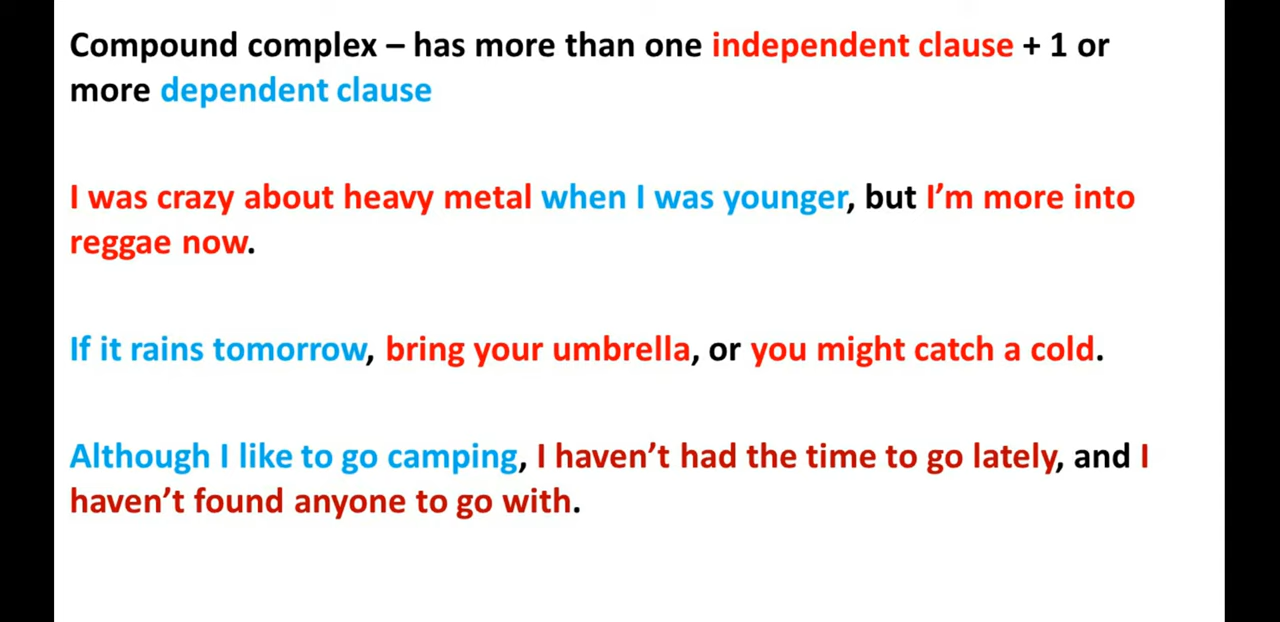 Compound complex – has more than one independent clause + 1 or
more dependent clause
I was crazy about heavy metal when I was younger, but I’m more into
reggae now.
If it rains tomorrow, bring your umbrella, or you might catch a cold.
Although I like to go camping, I haven’t had the time to go lately, and I
haven’t found anyone to go with.